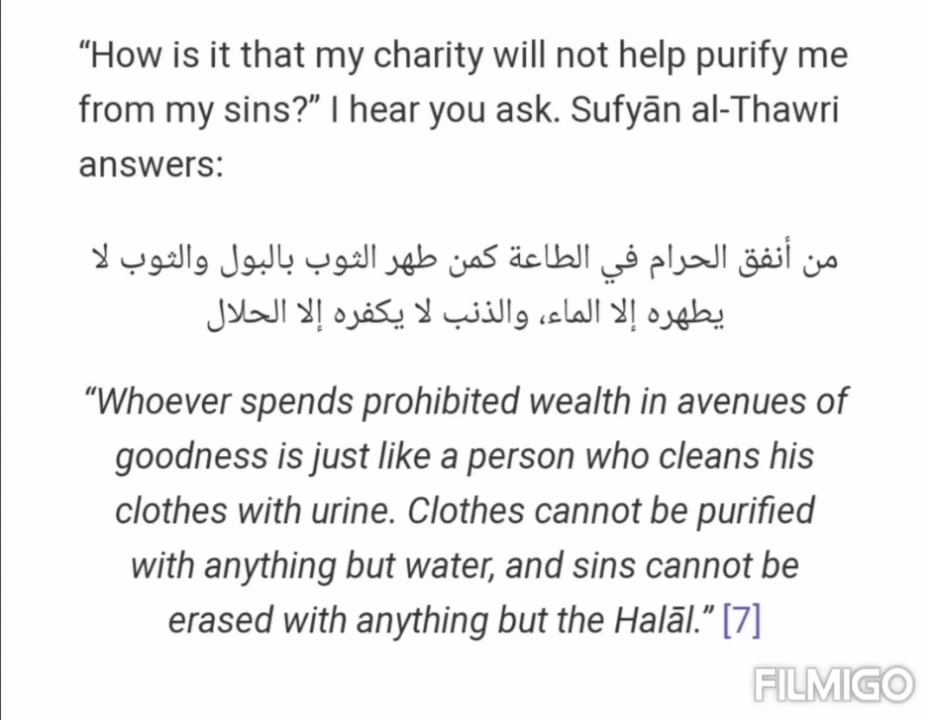 “How is it that my charity will not help purify me
from my sins?” I hear you ask. Sufyān al-Thawri
answers:
من أنفق الحرام في الطاعة كمن طهر الثوب بالبول والثوب لا
يطهره إلا الماء، والذنب لا يكفره إلا الحلال
“Whoever spends prohibited wealth in avenues of
goodness is just like a person who cleans his
clothes with urine. Clothes cannot be purified
with anything but water, and sins cannot be
erased with anything but the Halāl.” [7]
FILMIGO